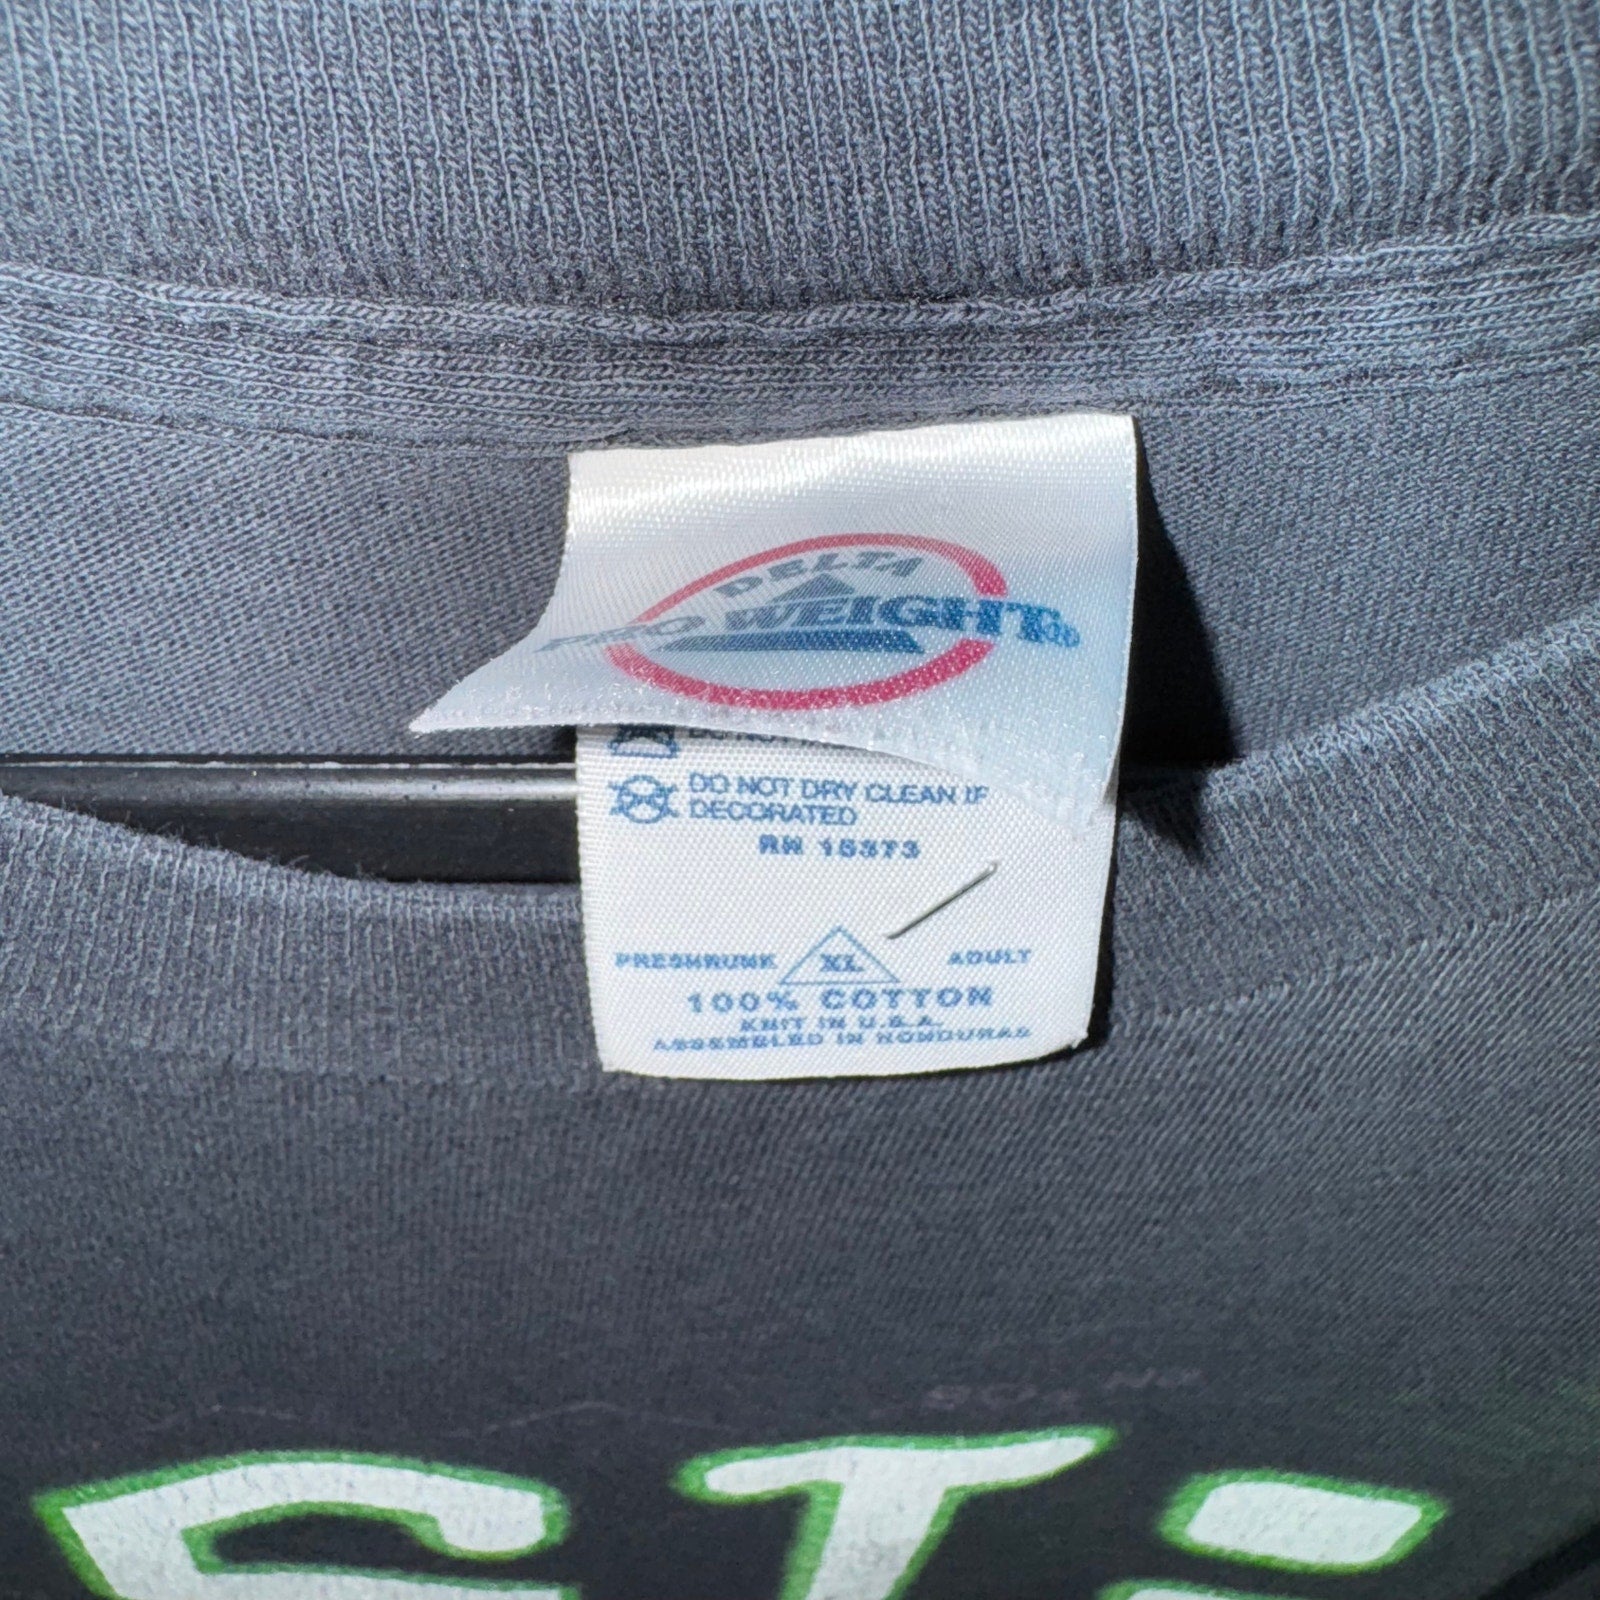 DELTA
PRO WEIGHT
DO NOT DRY CLEAN IF
DECORATED
RN 15373
PRESHRUNK XL ADULT
100% COTTON
KNIT IN U.S.A.
ASSEMBLED IN HONDURAS